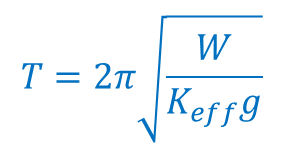 T = 2π√(W / (K_eff g))